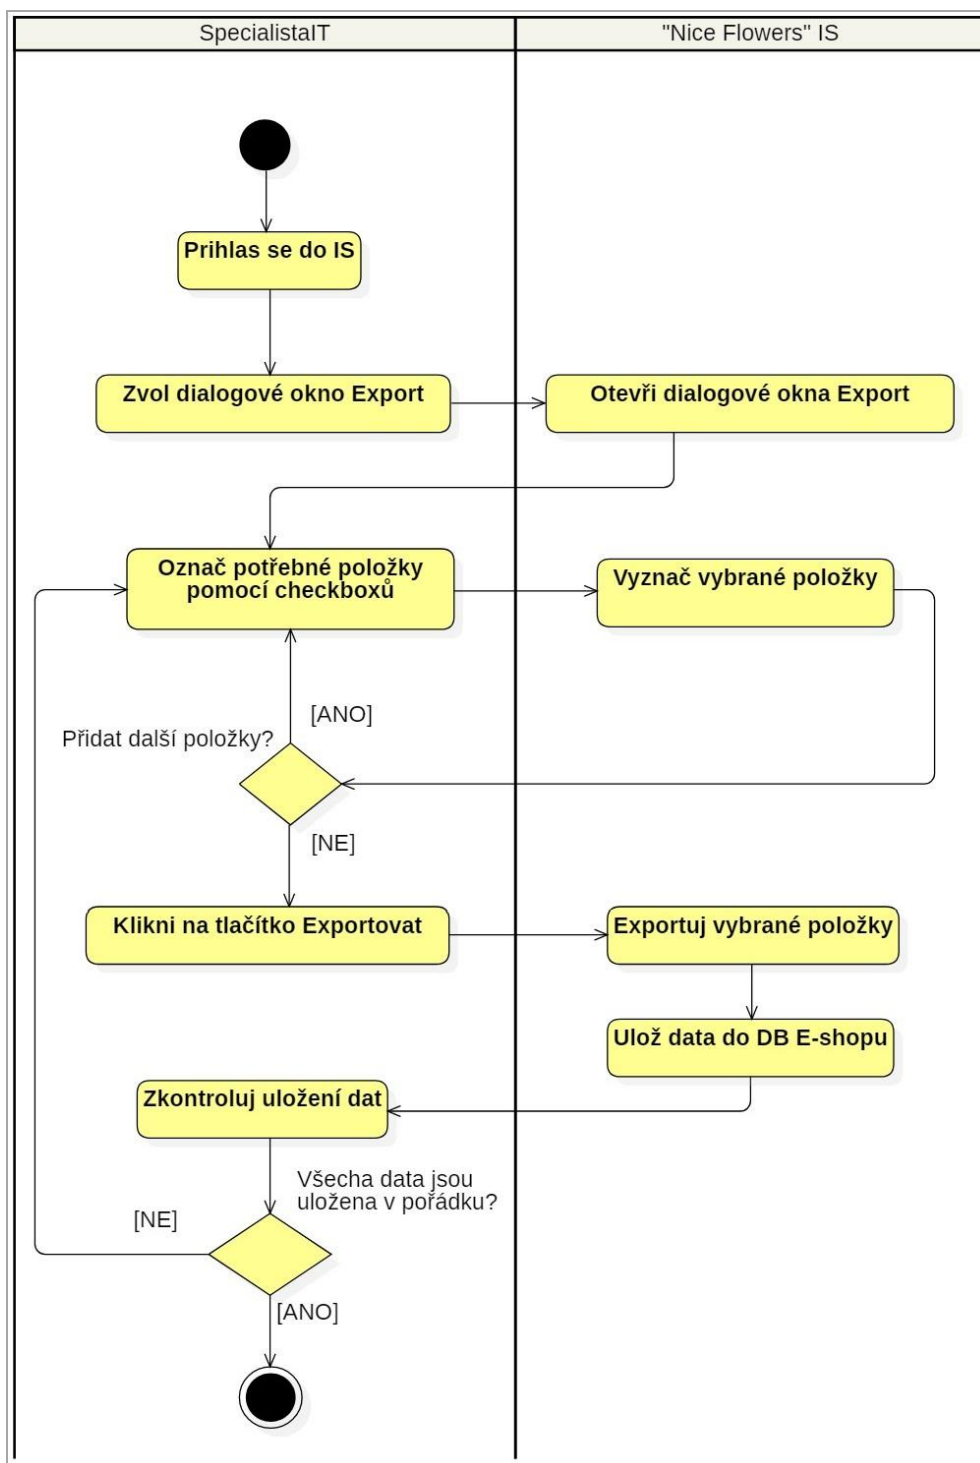 SpecialistaIT
"Nice Flowers" IS
Prihlas se do IS
Zvol dialogové okno Export
Otevři dialogové okna Export
Označ potřebné položky
pomocí checkboxů
Vyznač vybrané položky
[ANO]
Přidat další položky?
[NE]
Klikni na tlačítko Exportovat
Exportuj vybrané položky
Ulož data do DB E-shopu
Zkontroluj uložení dat
Všecha data jsou
uložena v pořádku?
[NE]
[ANO]